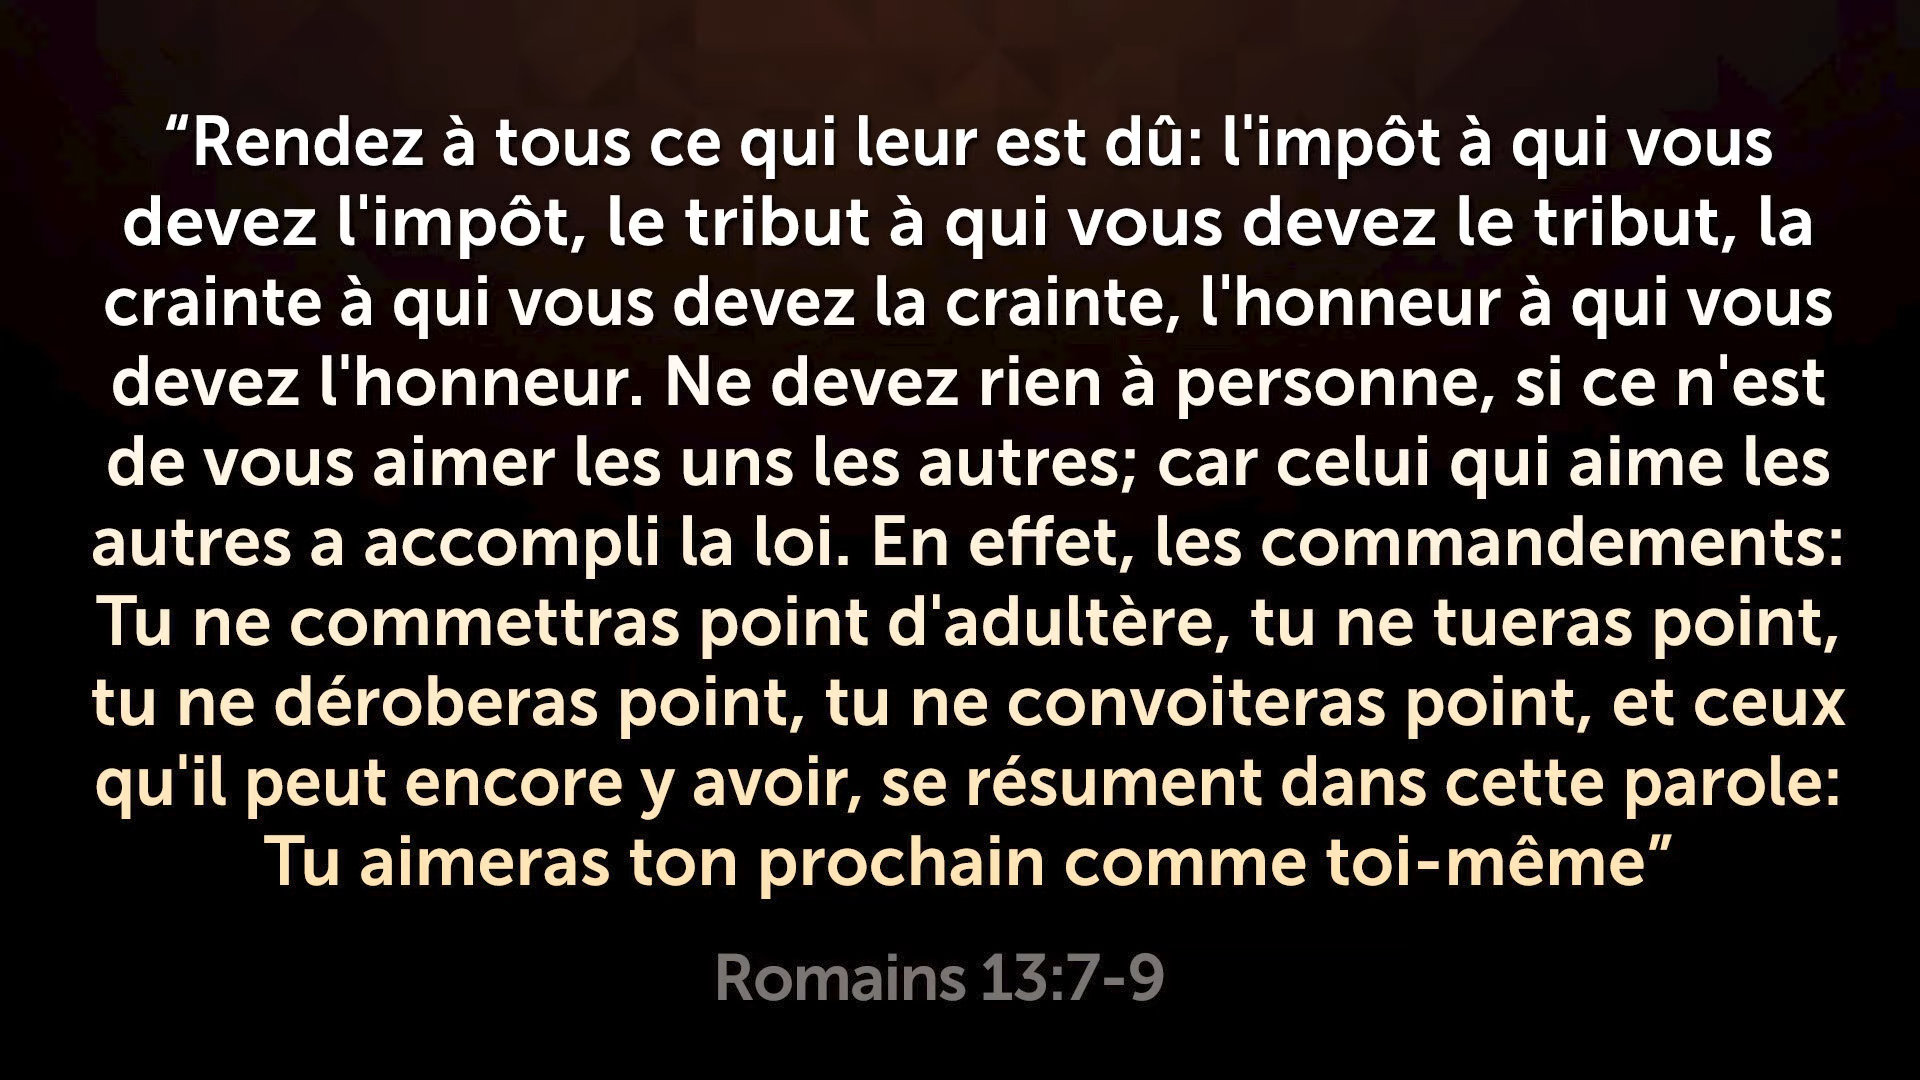 “Rendez à tous ce qui leur est dû: l'impôt à qui vous
devez l'impôt, le tribut à qui vous devez le tribut, la
crainte à qui vous devez la crainte, l'honneur à qui vous
devez l'honneur. Ne devez rien à personne, si ce n'est
de vous aimer les uns les autres; car celui qui aime les
autres a accompli la loi. En effet, les commandements:
Tu ne commettras point d'adultère, tu ne tueras point,
tu ne déroberas point, tu ne convoiteras point, et ceux
qu'il peut encore y avoir, se résument dans cette parole:
Tu aimeras ton prochain comme toi-même”
Romains 13:7-9